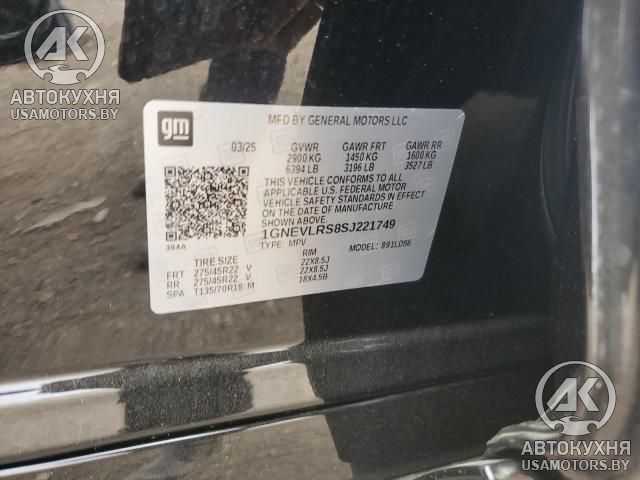 AK
АВТОКУХНЯ
USAMOTORS.BY
gm
MFD BY GENERAL MOTORS LLC
03/25 GVWR GAWR FRT GAWR RR
2900 KG 1450 KG 1600 KG
6394 LB 3196 LB 3527 LB
THIS VEHICLE CONFORMS TO ALL
APPLICABLE U.S. FEDERAL MOTOR
VEHICLE SAFETY STANDARDS IN EFFECT
ON THE DATE OF MANUFACTURE
SHOWN ABOVE.
1GNEVLRS8SJ221749
384A
TYPE: MPV MODEL: 891LD56
TIRE SIZE RIM
FRT 275/45R22 V 22X8.5J
RR 275/45R22 V 22X8.5J
SPA T135/70R18 M 18X4.5B
AK
АВТОКУХНЯ
USAMOTORS.BY